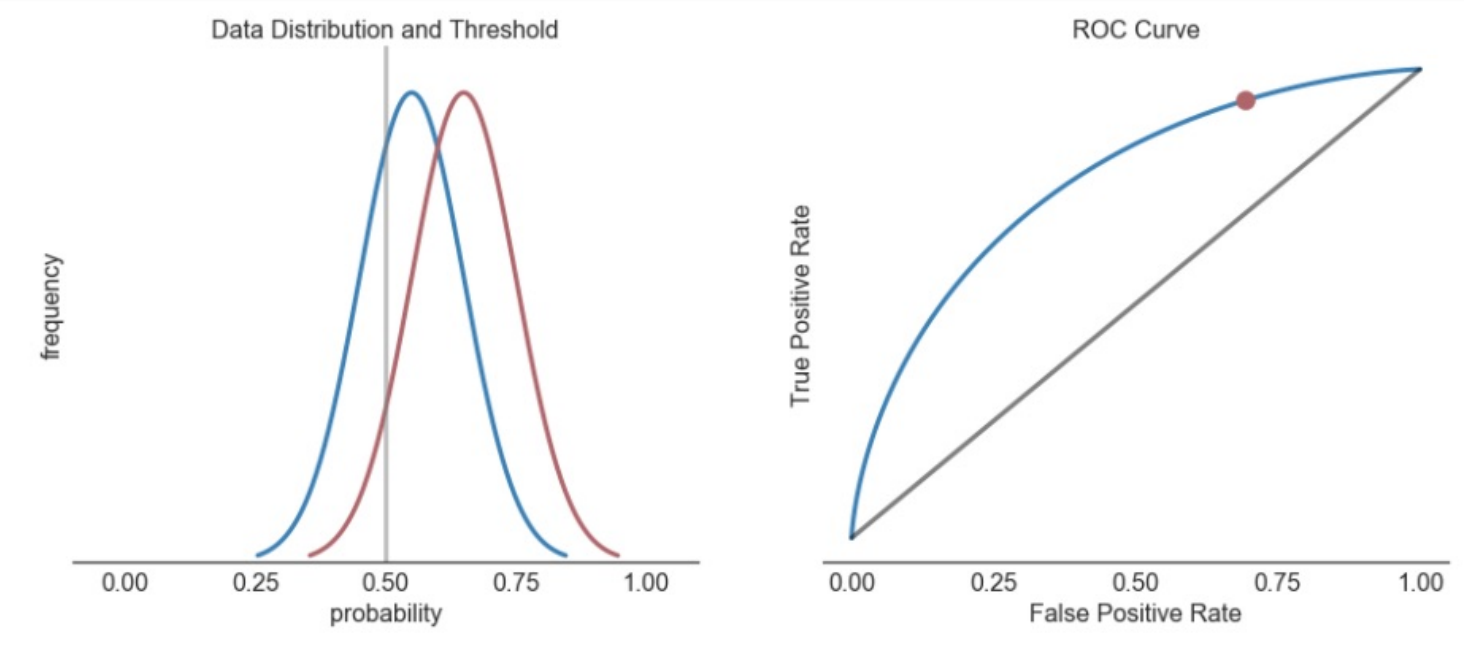 Data Distribution and Threshold
frequency
0.00 0.25 0.50 0.75 1.00
probability
ROC Curve
True Positive Rate
0.00 0.25 0.50 0.75 1.00
False Positive Rate